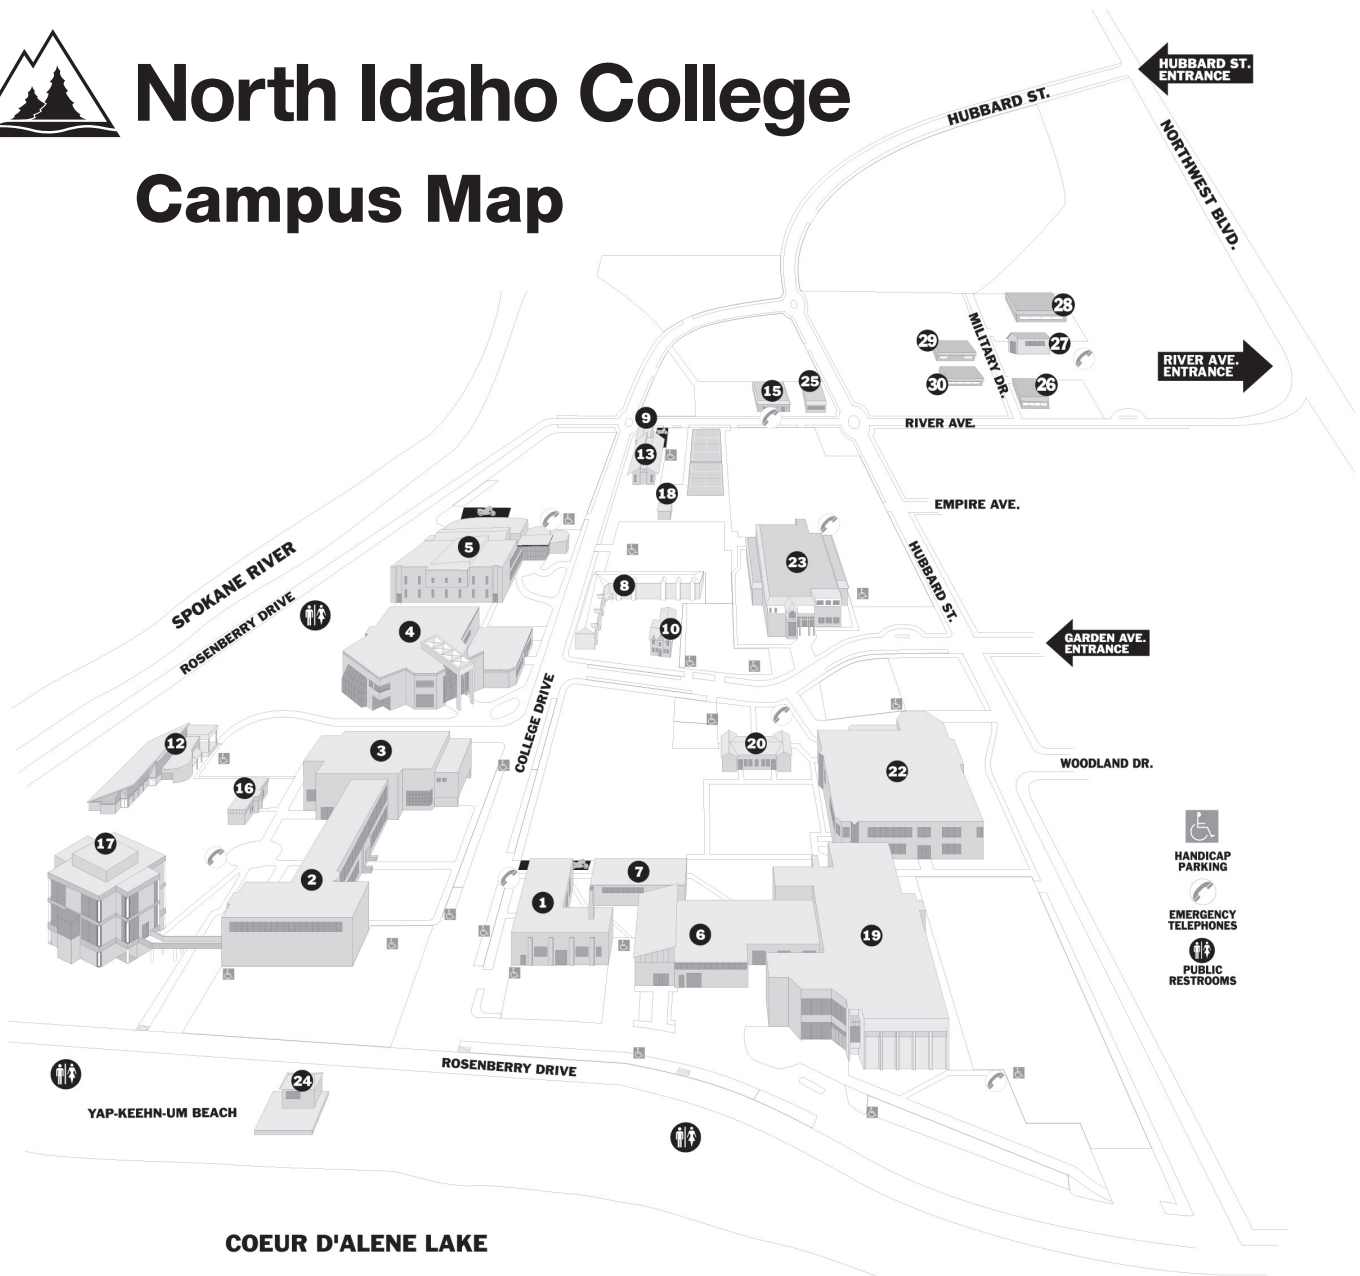 North Idaho College
Campus Map
HUBBARD ST.
ENTRANCE
HUBBARD ST.
NORTHWEST BLVD.
28
MILITARY DR.
29
27
RIVER AVE.
ENTRANCE
30
26
15
25
9
RIVER AVE.
13
18
EMPIRE AVE.
5
23
HUBBARD ST.
SPOKANE RIVER
ROSENBERRY DRIVE
8
4
10
GARDEN AVE.
ENTRANCE
COLLEGE DRIVE
12
3
20
22
WOODLAND DR.
16
17
2
7
1
6
19
HANDICAP
PARKING
EMERGENCY
TELEPHONES
PUBLIC
RESTROOMS
ROSENBERRY DRIVE
24
YAP-KEEHN-UM BEACH
COEUR D'ALENE LAKE